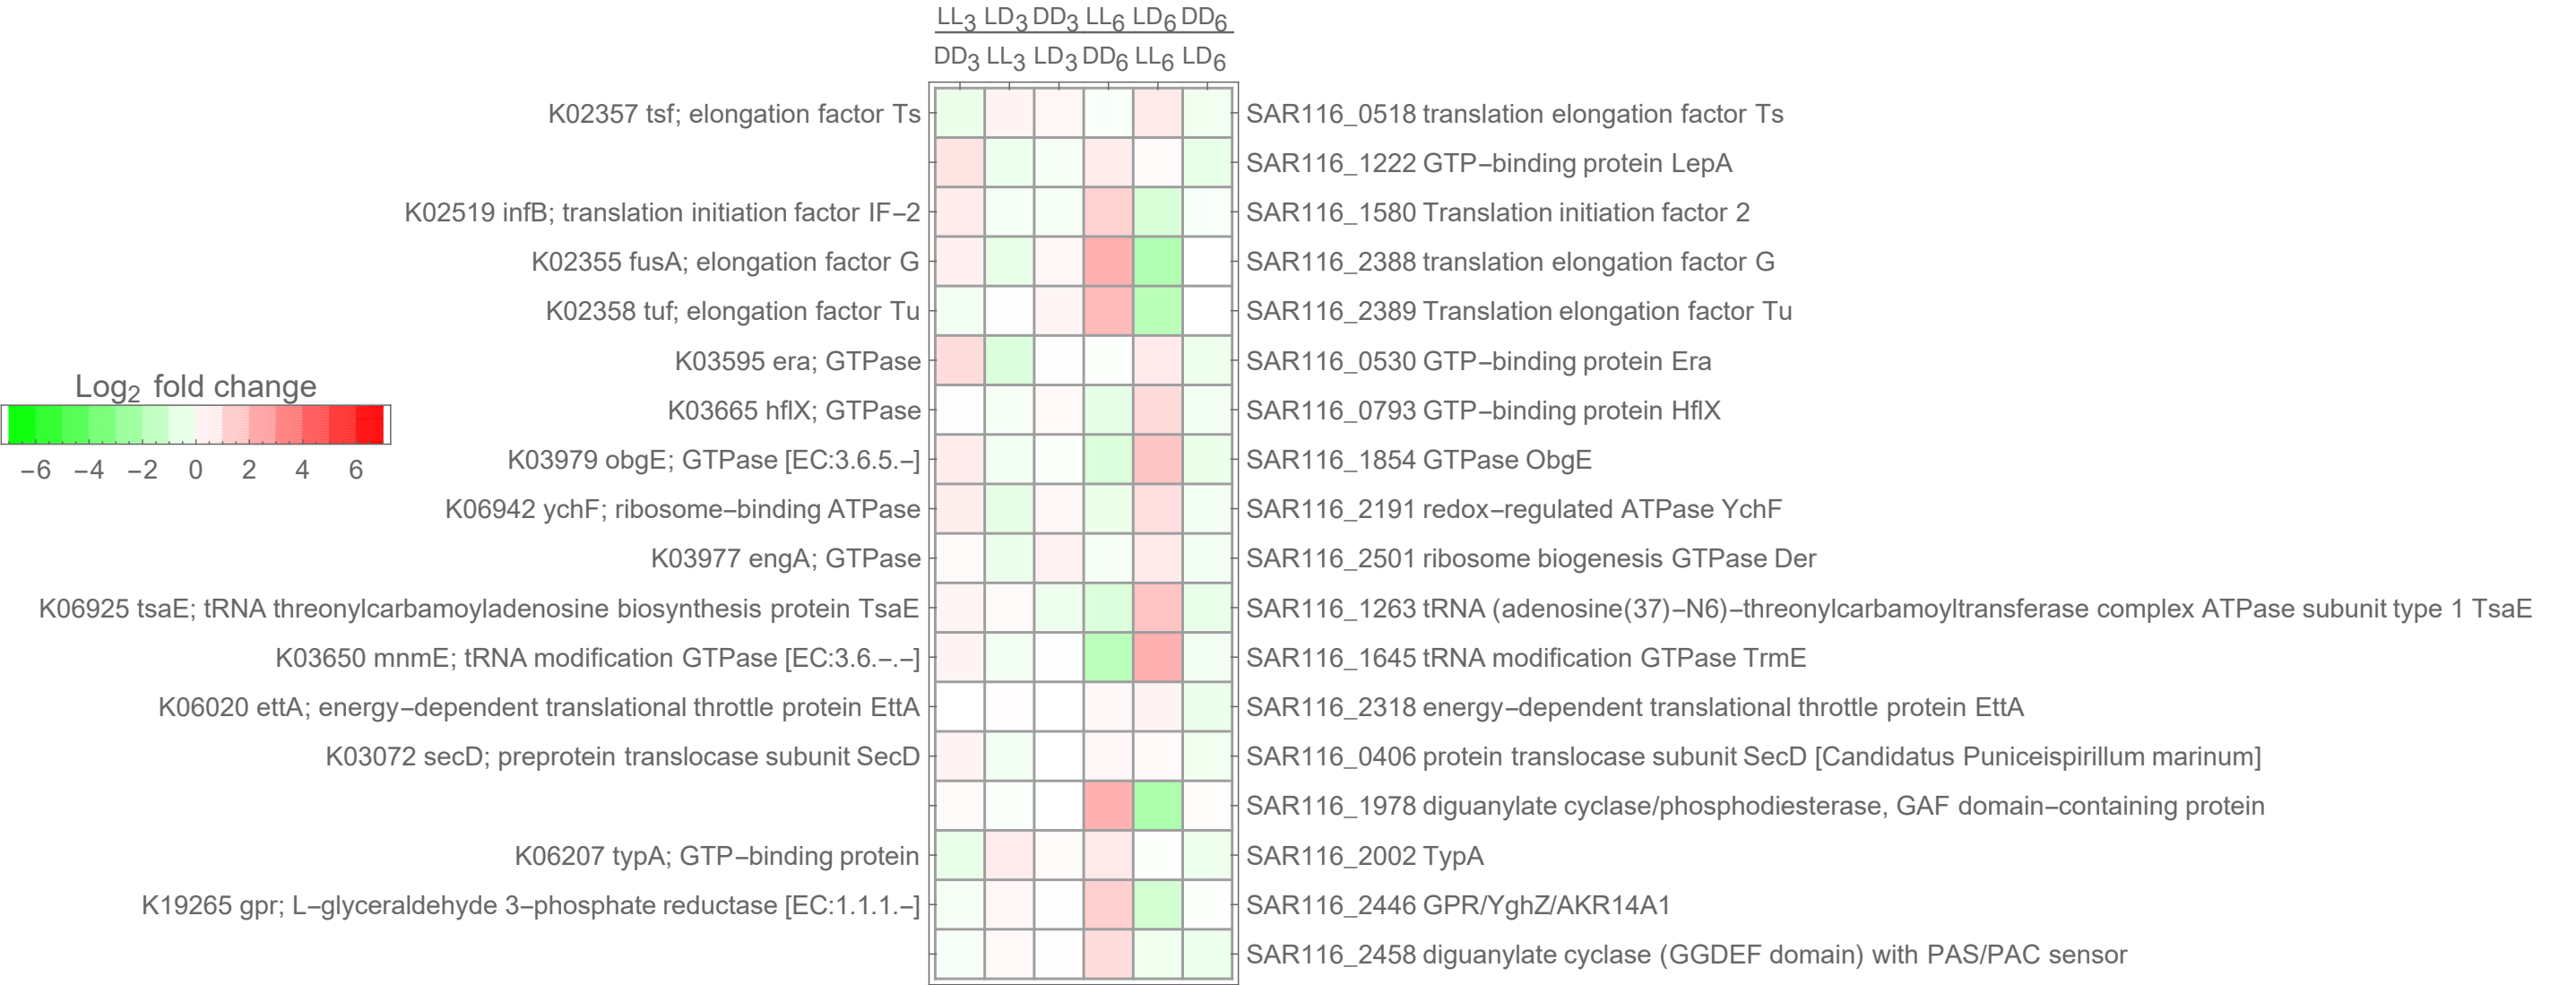 LL3 LD3 DD3 LL6 LD6 DD6
DD3 LL3 LD3 DD6 LL6 LD6
K02357 tsf; elongation factor Ts SAR116_0518 translation elongation factor Ts
SAR116_1222 GTP−binding protein LepA
K02519 infB; translation initiation factor IF−2 SAR116_1580 Translation initiation factor 2
K02355 fusA; elongation factor G SAR116_2388 translation elongation factor G
K02358 tuf; elongation factor Tu SAR116_2389 Translation elongation factor Tu
K03595 era; GTPase SAR116_0530 GTP−binding protein Era
Log2 fold change
−6 −4 −2 0 2 4 6
K03665 hflX; GTPase SAR116_0793 GTP−binding protein HflX
K03979 obgE; GTPase [EC:3.6.5.−] SAR116_1854 GTPase ObgE
K06942 ychF; ribosome−binding ATPase SAR116_2191 redox−regulated ATPase YchF
K03977 engA; GTPase SAR116_2501 ribosome biogenesis GTPase Der
K06925 tsaE; tRNA threonylcarbamoyladenosine biosynthesis protein TsaE SAR116_1263 tRNA (adenosine(37)−N6)−threonylcarbamoyltransferase complex ATPase subunit type 1 TsaE
K03650 mnmE; tRNA modification GTPase [EC:3.6.−.−] SAR116_1645 tRNA modification GTPase TrmE
K06020 ettA; energy−dependent translational throttle protein EttA SAR116_2318 energy−dependent translational throttle protein EttA
K03072 secD; preprotein translocase subunit SecD SAR116_0406 protein translocase subunit SecD [Candidatus Puniceispirillum marinum]
SAR116_1978 diguanylate cyclase/phosphodiesterase, GAF domain−containing protein
K06207 typA; GTP−binding protein SAR116_2002 TypA
K19265 gpr; L−glyceraldehyde 3−phosphate reductase [EC:1.1.1.−] SAR116_2446 GPR/YghZ/AKR14A1
SAR116_2458 diguanylate cyclase (GGDEF domain) with PAS/PAC sensor